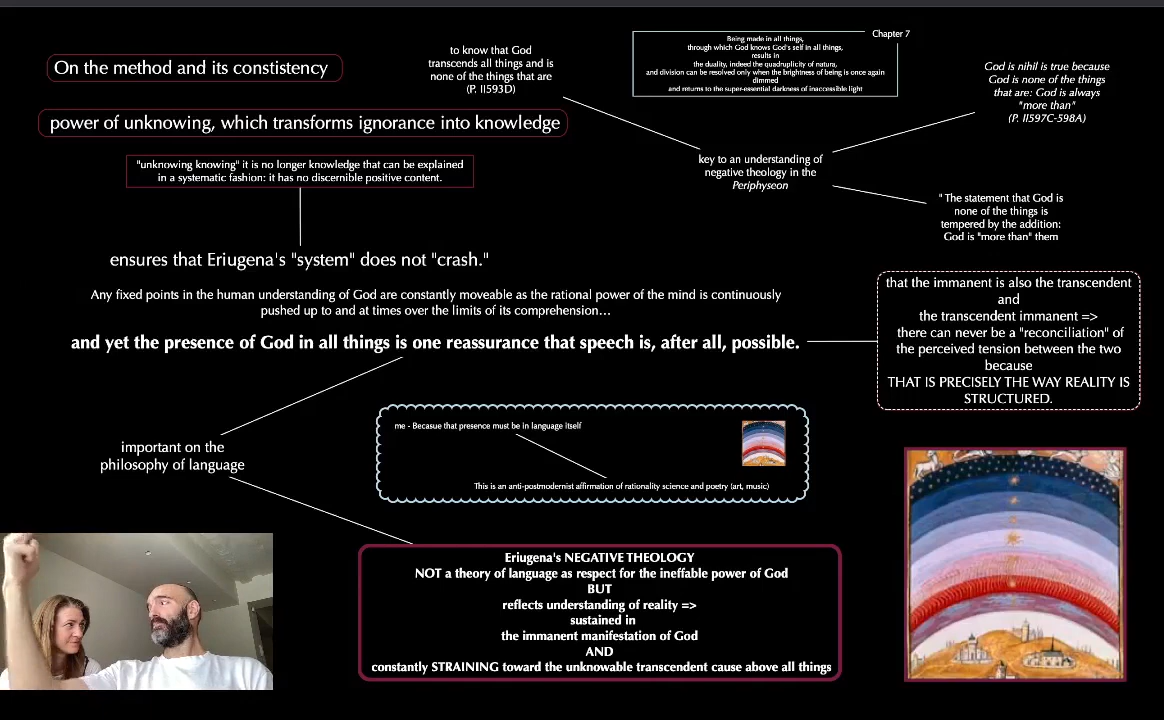 On the method and its constistency
to know that God
transcends all things and is
none of the things that are
(P. II593D)
Chapter 7
Being made in all things,
through which God knows God's self in all things,
results in
the duality, indeed the quadruplicity of natura,
and division can be resolved only when the brightness of being is once again
dimmed
and returns to the super-essential darkness of inaccessible light
God is nihil is true because
God is none of the things
that are: God is always
"more than"
(P. II597C-598A)
power of unknowing, which transforms ignorance into knowledge
"unknowing knowing" it is no longer knowledge that can be explained
in a systematic fashion: it has no discernible positive content.
key to an understanding of
negative theology in the
Periphyseon
" The statement that God is
none of the things is
tempered by the addition:
God is "more than" them
ensures that Eriugena's "system" does not "crash."
Any fixed points in the human understanding of God are constantly moveable as the rational power of the mind is continuously
pushed up to and at times over the limits of its comprehension…
and yet the presence of God in all things is one reassurance that speech is, after all, possible.
that the immanent is also the transcendent
and
the transcendent immanent =>
there can never be a "reconciliation" of
the perceived tension between the two
because
THAT IS PRECISELY THE WAY REALITY IS
STRUCTURED.
important on the
philosophy of language
me - Becasue that presence must be in language itself
This is an anti-postmodernist affirmation of rationality science and poetry (art, music)
Eriugena's NEGATIVE THEOLOGY
NOT a theory of language as respect for the ineffable power of God
BUT
reflects understanding of reality =>
sustained in
the immanent manifestation of God
AND
constantly STRAINING toward the unknowable transcendent cause above all things